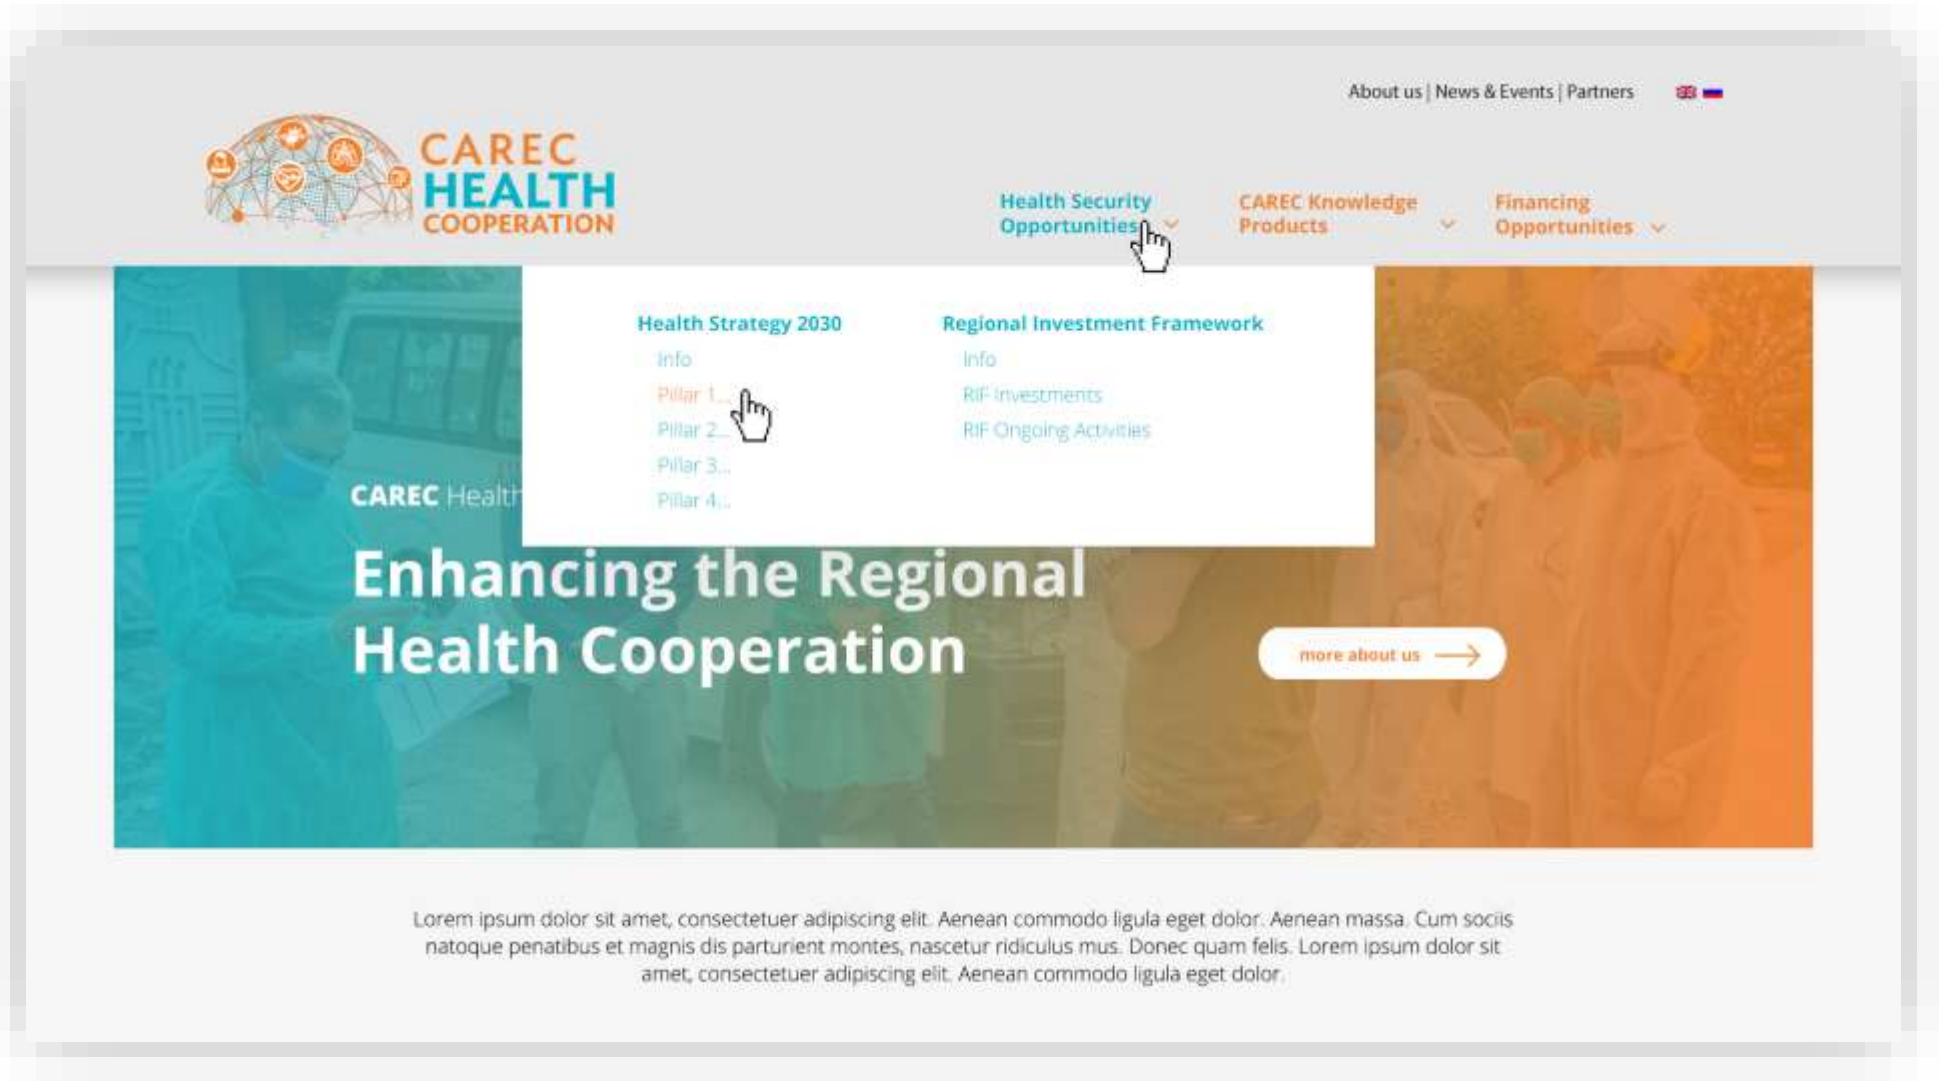 About us | News & Events | Partners
CAREC
HEALTH
COOPERATION
Health Security
Opportunities
CAREC Knowledge
Products
Financing
Opportunities
Health Strategy 2030
Info
Pillar 1...
Pillar 2...
Pillar 3...
Pillar 4...
Regional Investment Framework
Info
RIF Investments
RIF Ongoing Activities
CAREC Health
Enhancing the Regional
Health Cooperation
more about us
Lorem ipsum dolor sit amet, consectetuer adipiscing elit. Aenean commodo ligula eget dolor. Aenean massa. Cum sociis
natoque penatibus et magnis dis parturient montes, nascetur ridiculus mus. Donec quam felis. Lorem ipsum dolor sit
amet, consectetuer adipiscing elit. Aenean commodo ligula eget dolor.